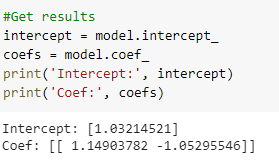 #Get results
intercept = model.intercept_
coefs = model.coef_
print('Intercept:', intercept)
print('Coef:', coefs)
Intercept: [1.03214521]
Coef: [[ 1.14903782 -1.05295546]]